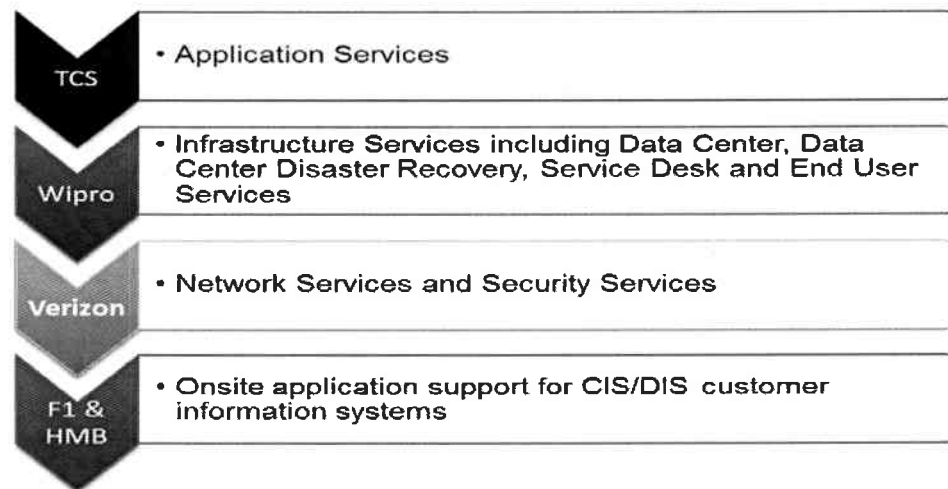 TCS
• Application Services
Wipro
• Infrastructure Services including Data Center, Data
Center Disaster Recovery, Service Desk and End User
Services
Verizon
• Network Services and Security Services
F1 &
HMB
• Onsite application support for CIS/DIS customer
information systems